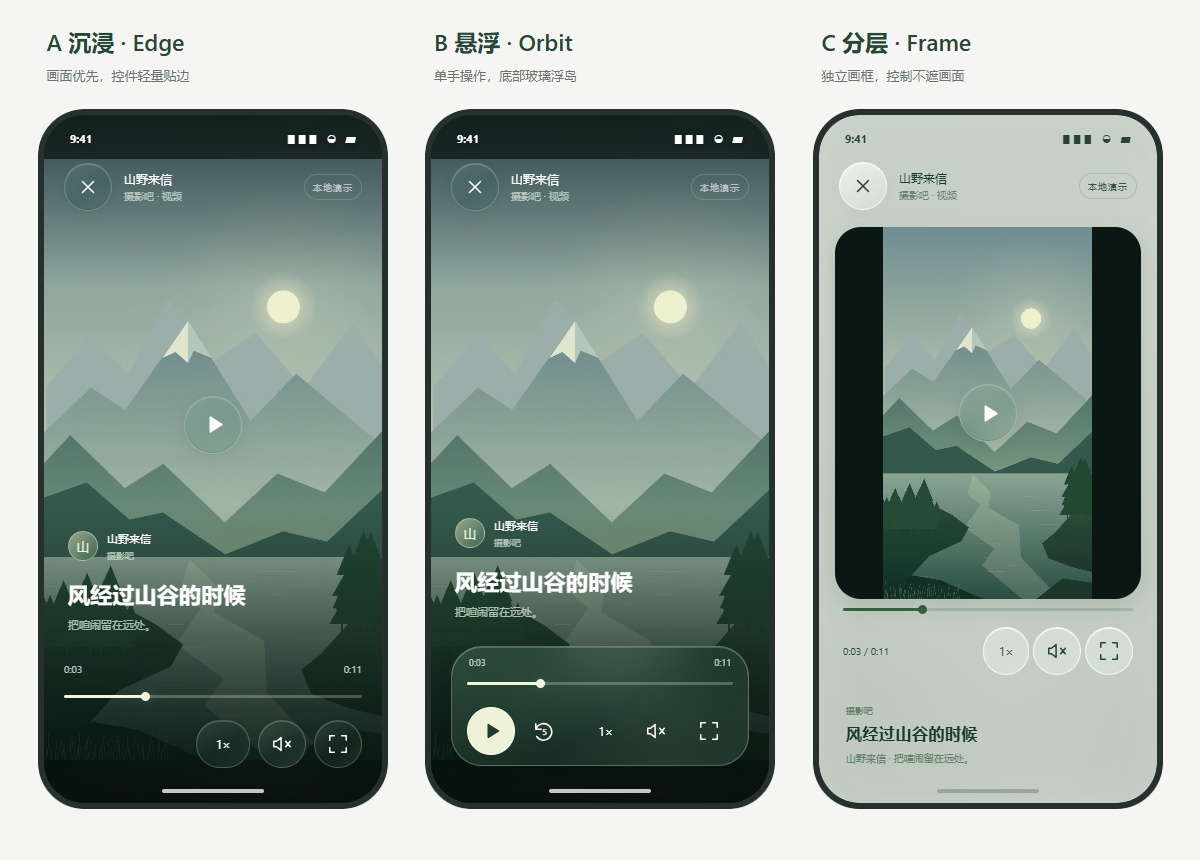 A 沉浸 · Edge
画面优先，控件轻量贴边
9:41
山野来信
摄影吧 · 视频
本地演示
山
山野来信
摄影吧
风经过山谷的时候
把喧闹留在远处。
0:03
0:11
1×
B 悬浮 · Orbit
单手操作，底部玻璃浮岛
9:41
山野来信
摄影吧 · 视频
本地演示
山
山野来信
摄影吧
风经过山谷的时候
把喧闹留在远处。
0:03
0:11
5
1×
C 分层 · Frame
独立画框，控制不遮画面
9:41
山野来信
摄影吧 · 视频
本地演示
0:03 / 0:11
1×
摄影吧
风经过山谷的时候
山野来信 · 把喧闹留在远处。